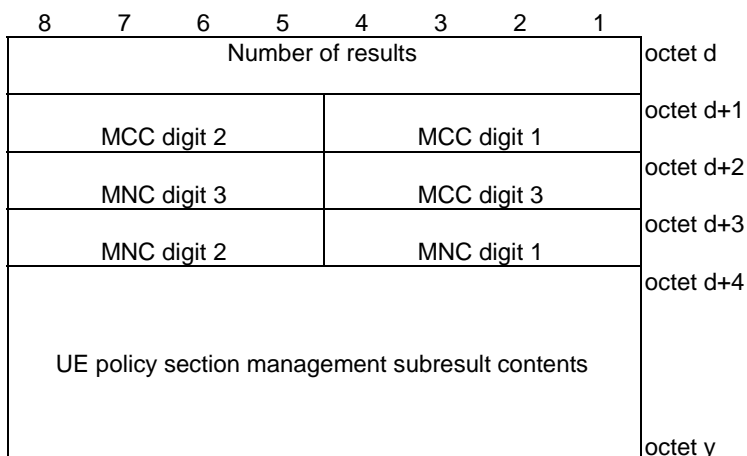 8 7 6 5 4 3 2 1
Number of results octet d
octet d+1
MCC digit 2 MCC digit 1
octet d+2
MNC digit 3 MCC digit 3
octet d+3
MNC digit 2 MNC digit 1
octet d+4
UE policy section management subresult contents
octet y